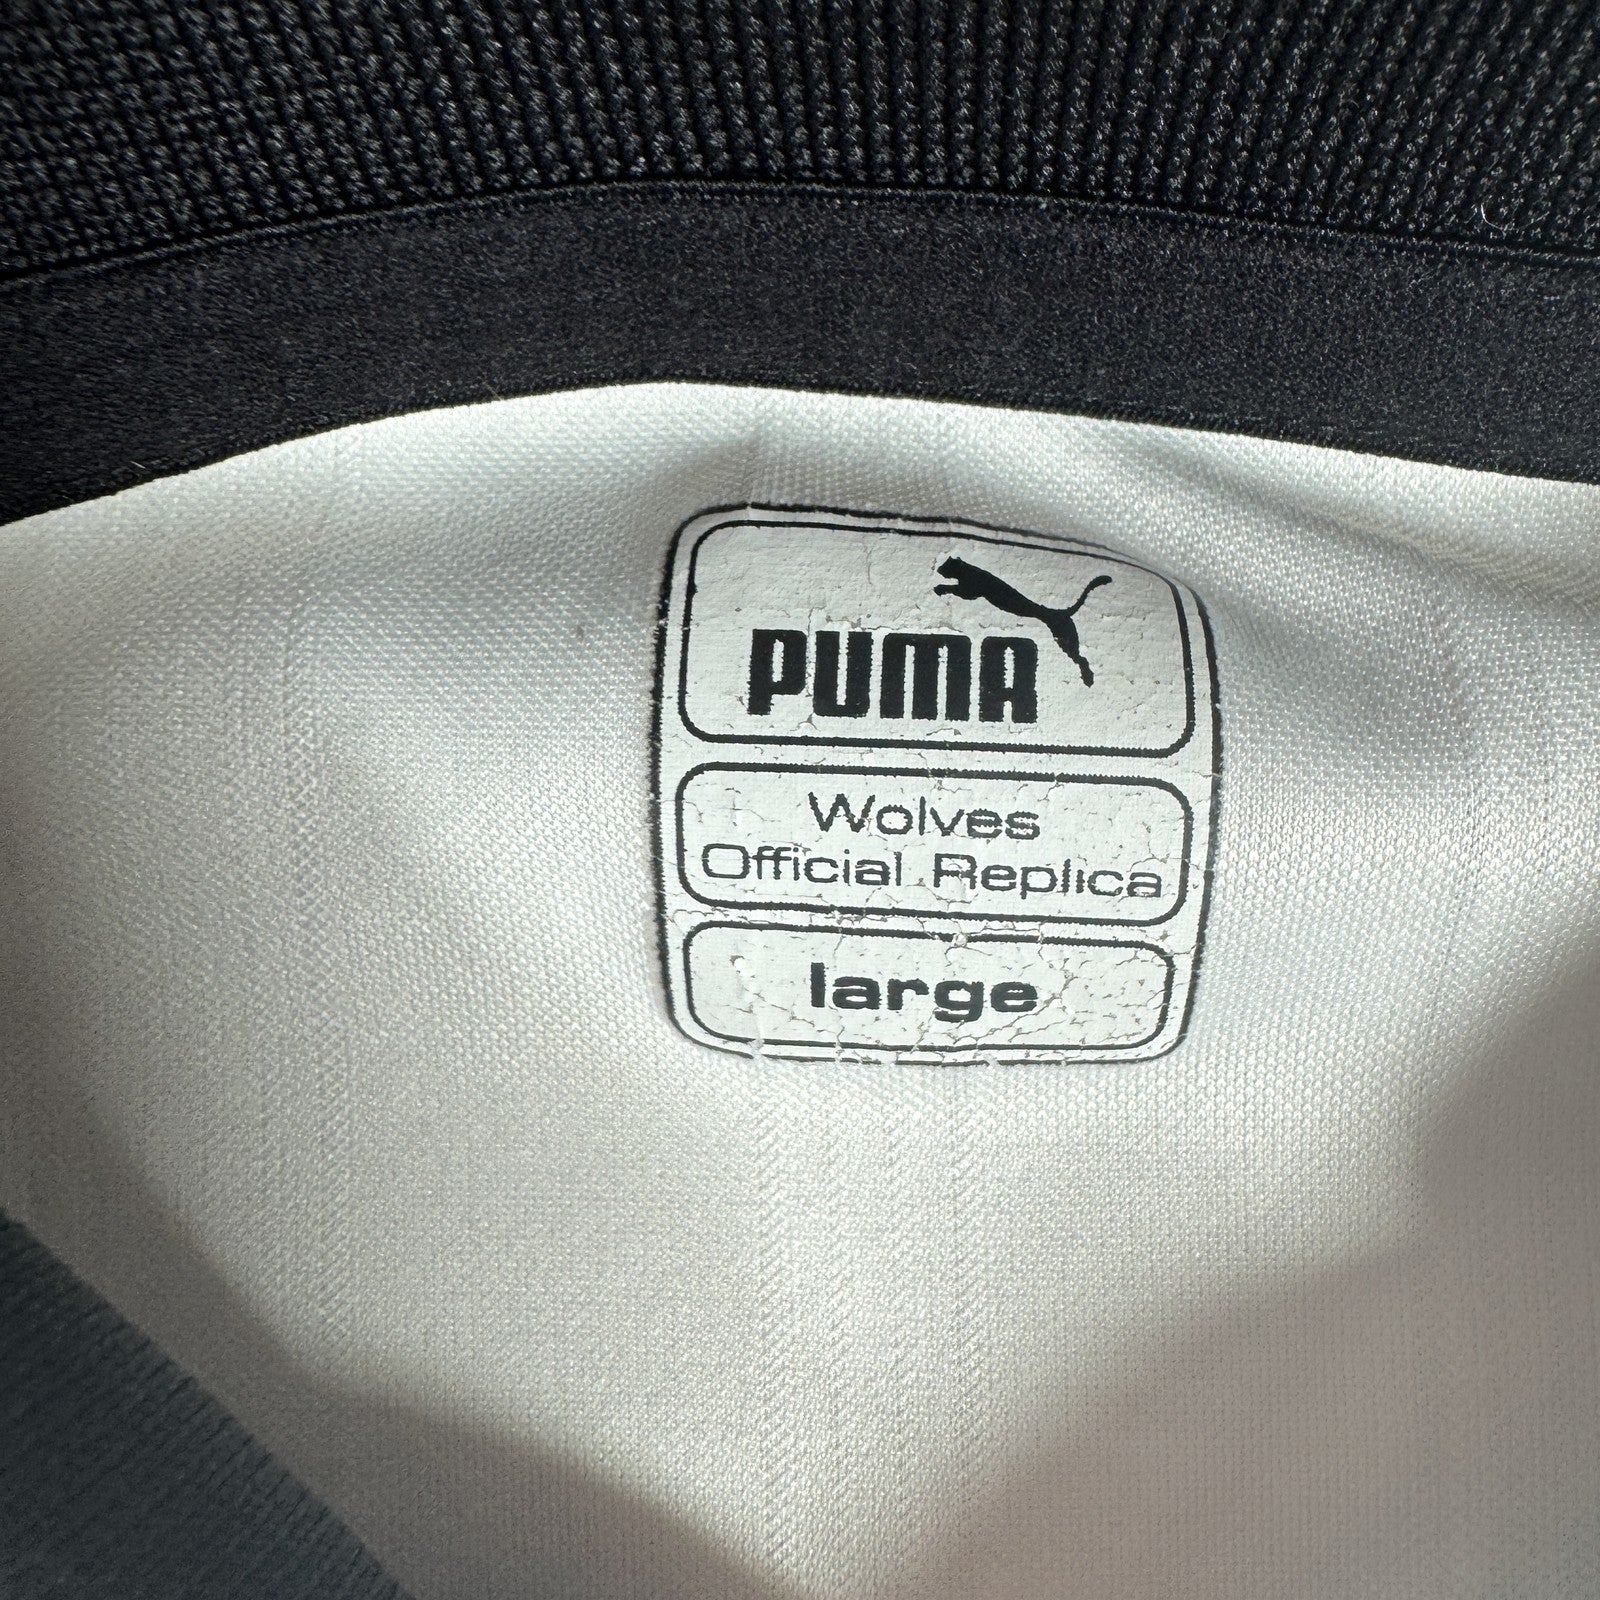 PUMA
Wolves
Official Replica
large